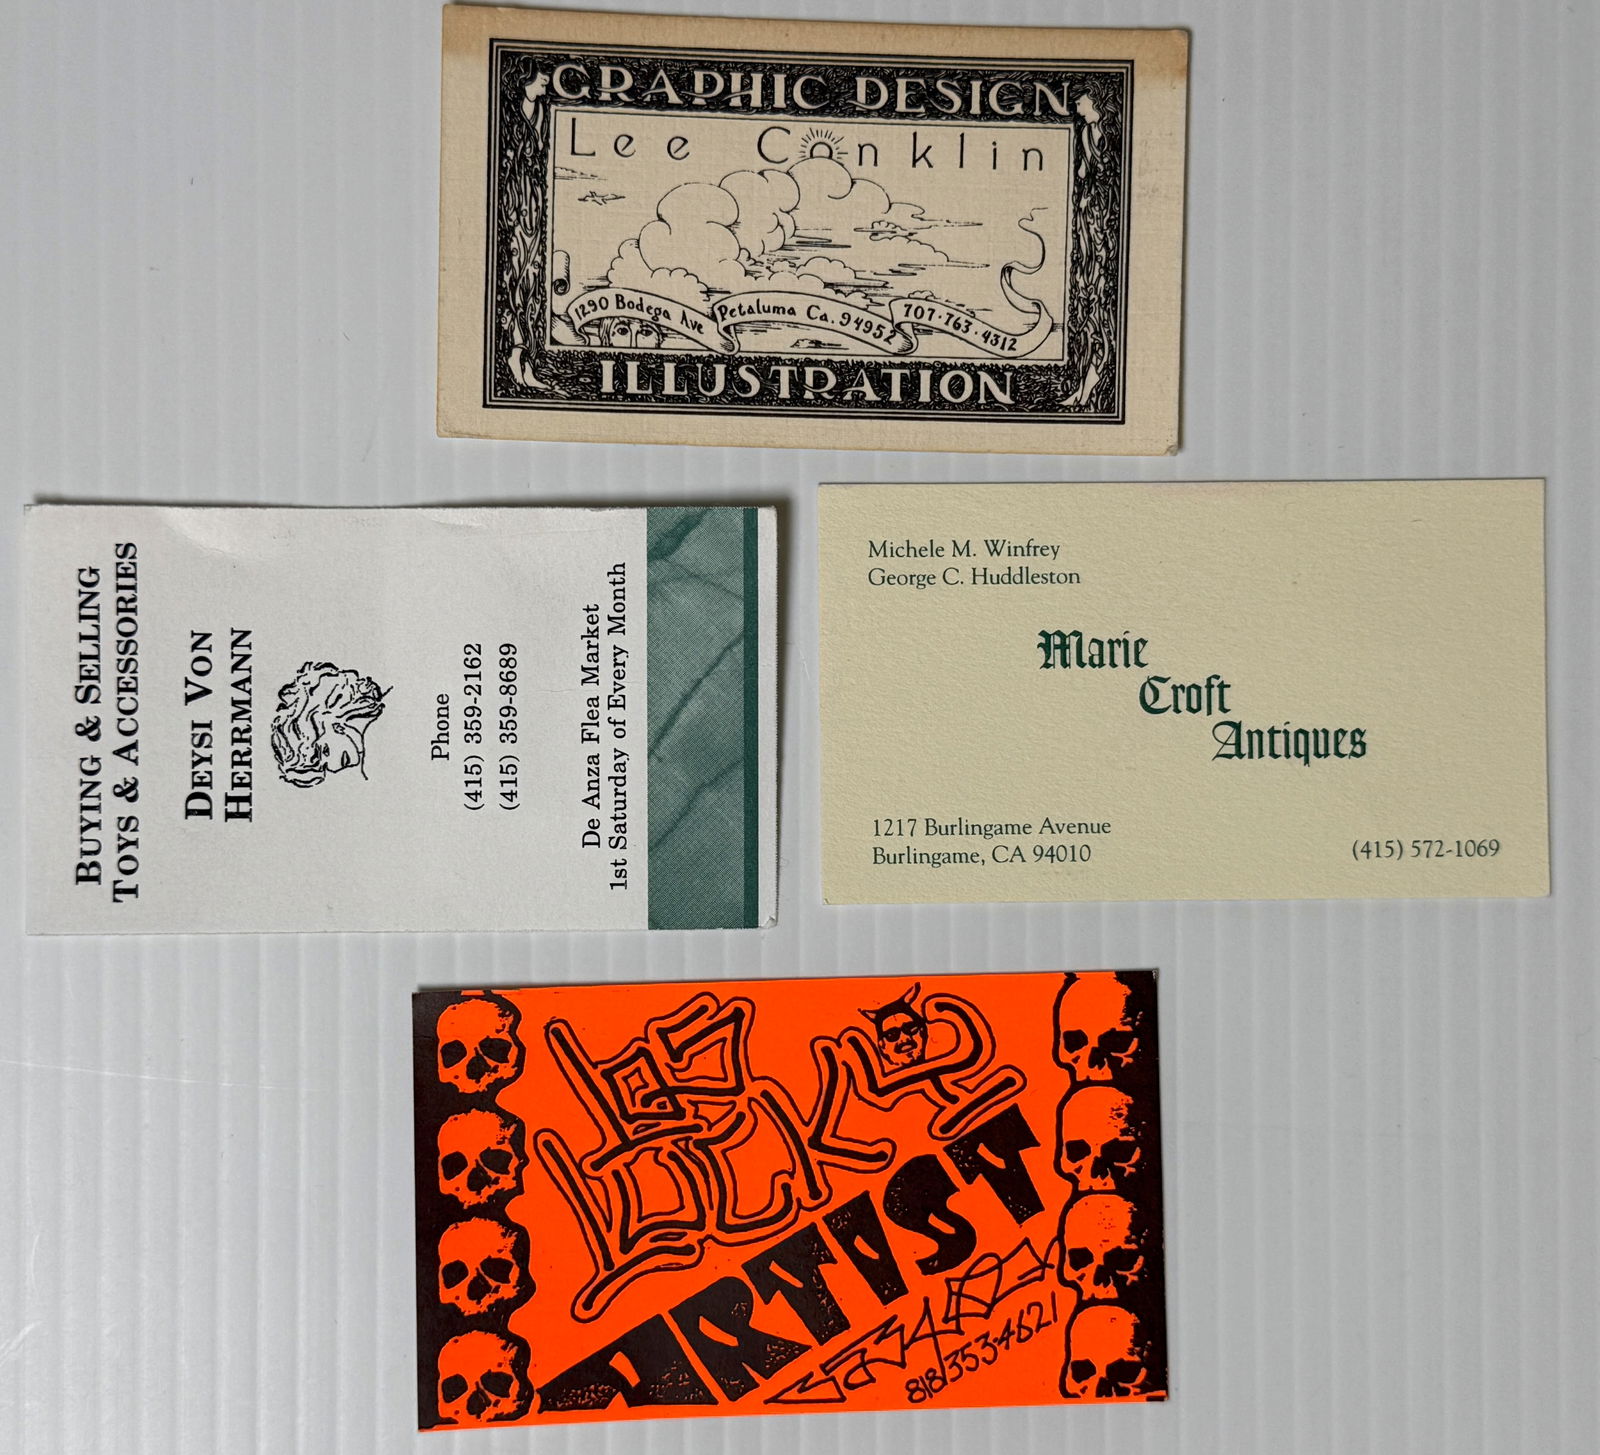 GRAPHIC DESIGN
Lee Conklin
1290 Bodega Ave Petaluma Ca. 94952 707·763·4312
ILLUSTRATION
BUYING & SELLING
TOYS & ACCESSORIES
DEYSI VON
HERRMANN
Phone
(415) 359-2162
(415) 359-8689
De Anza Flea Market
1st Saturday of Every Month
Michele M. Winfrey
George C. Huddleston
Marie
Croft
Antiques
1217 Burlingame Avenue
Burlingame, CA 94010
(415) 572-1069
ARTIST
818/353·4621